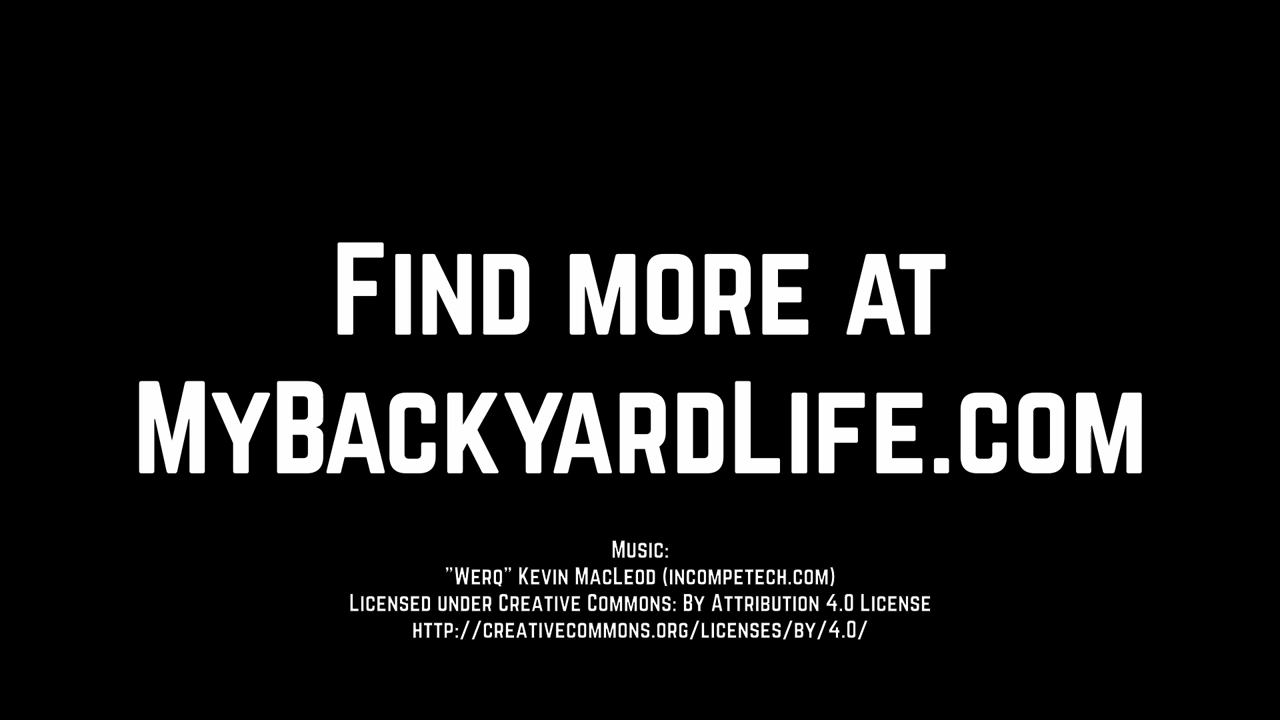 Find more at
MyBackyardLife.com
Music:
"Werq" Kevin MacLeod (incompetech.com)
Licensed under Creative Commons: By Attribution 4.0 License
http://creativecommons.org/licenses/by/4.0/